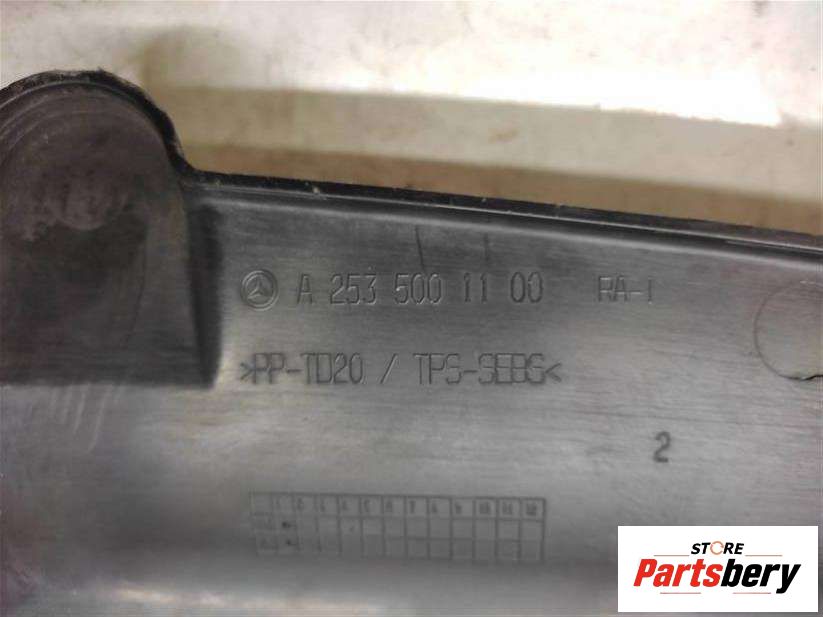 A 253 500 11 00 RA-1
>PP-TD20 / TPS-SEBS<
2
STORE
Partsbery